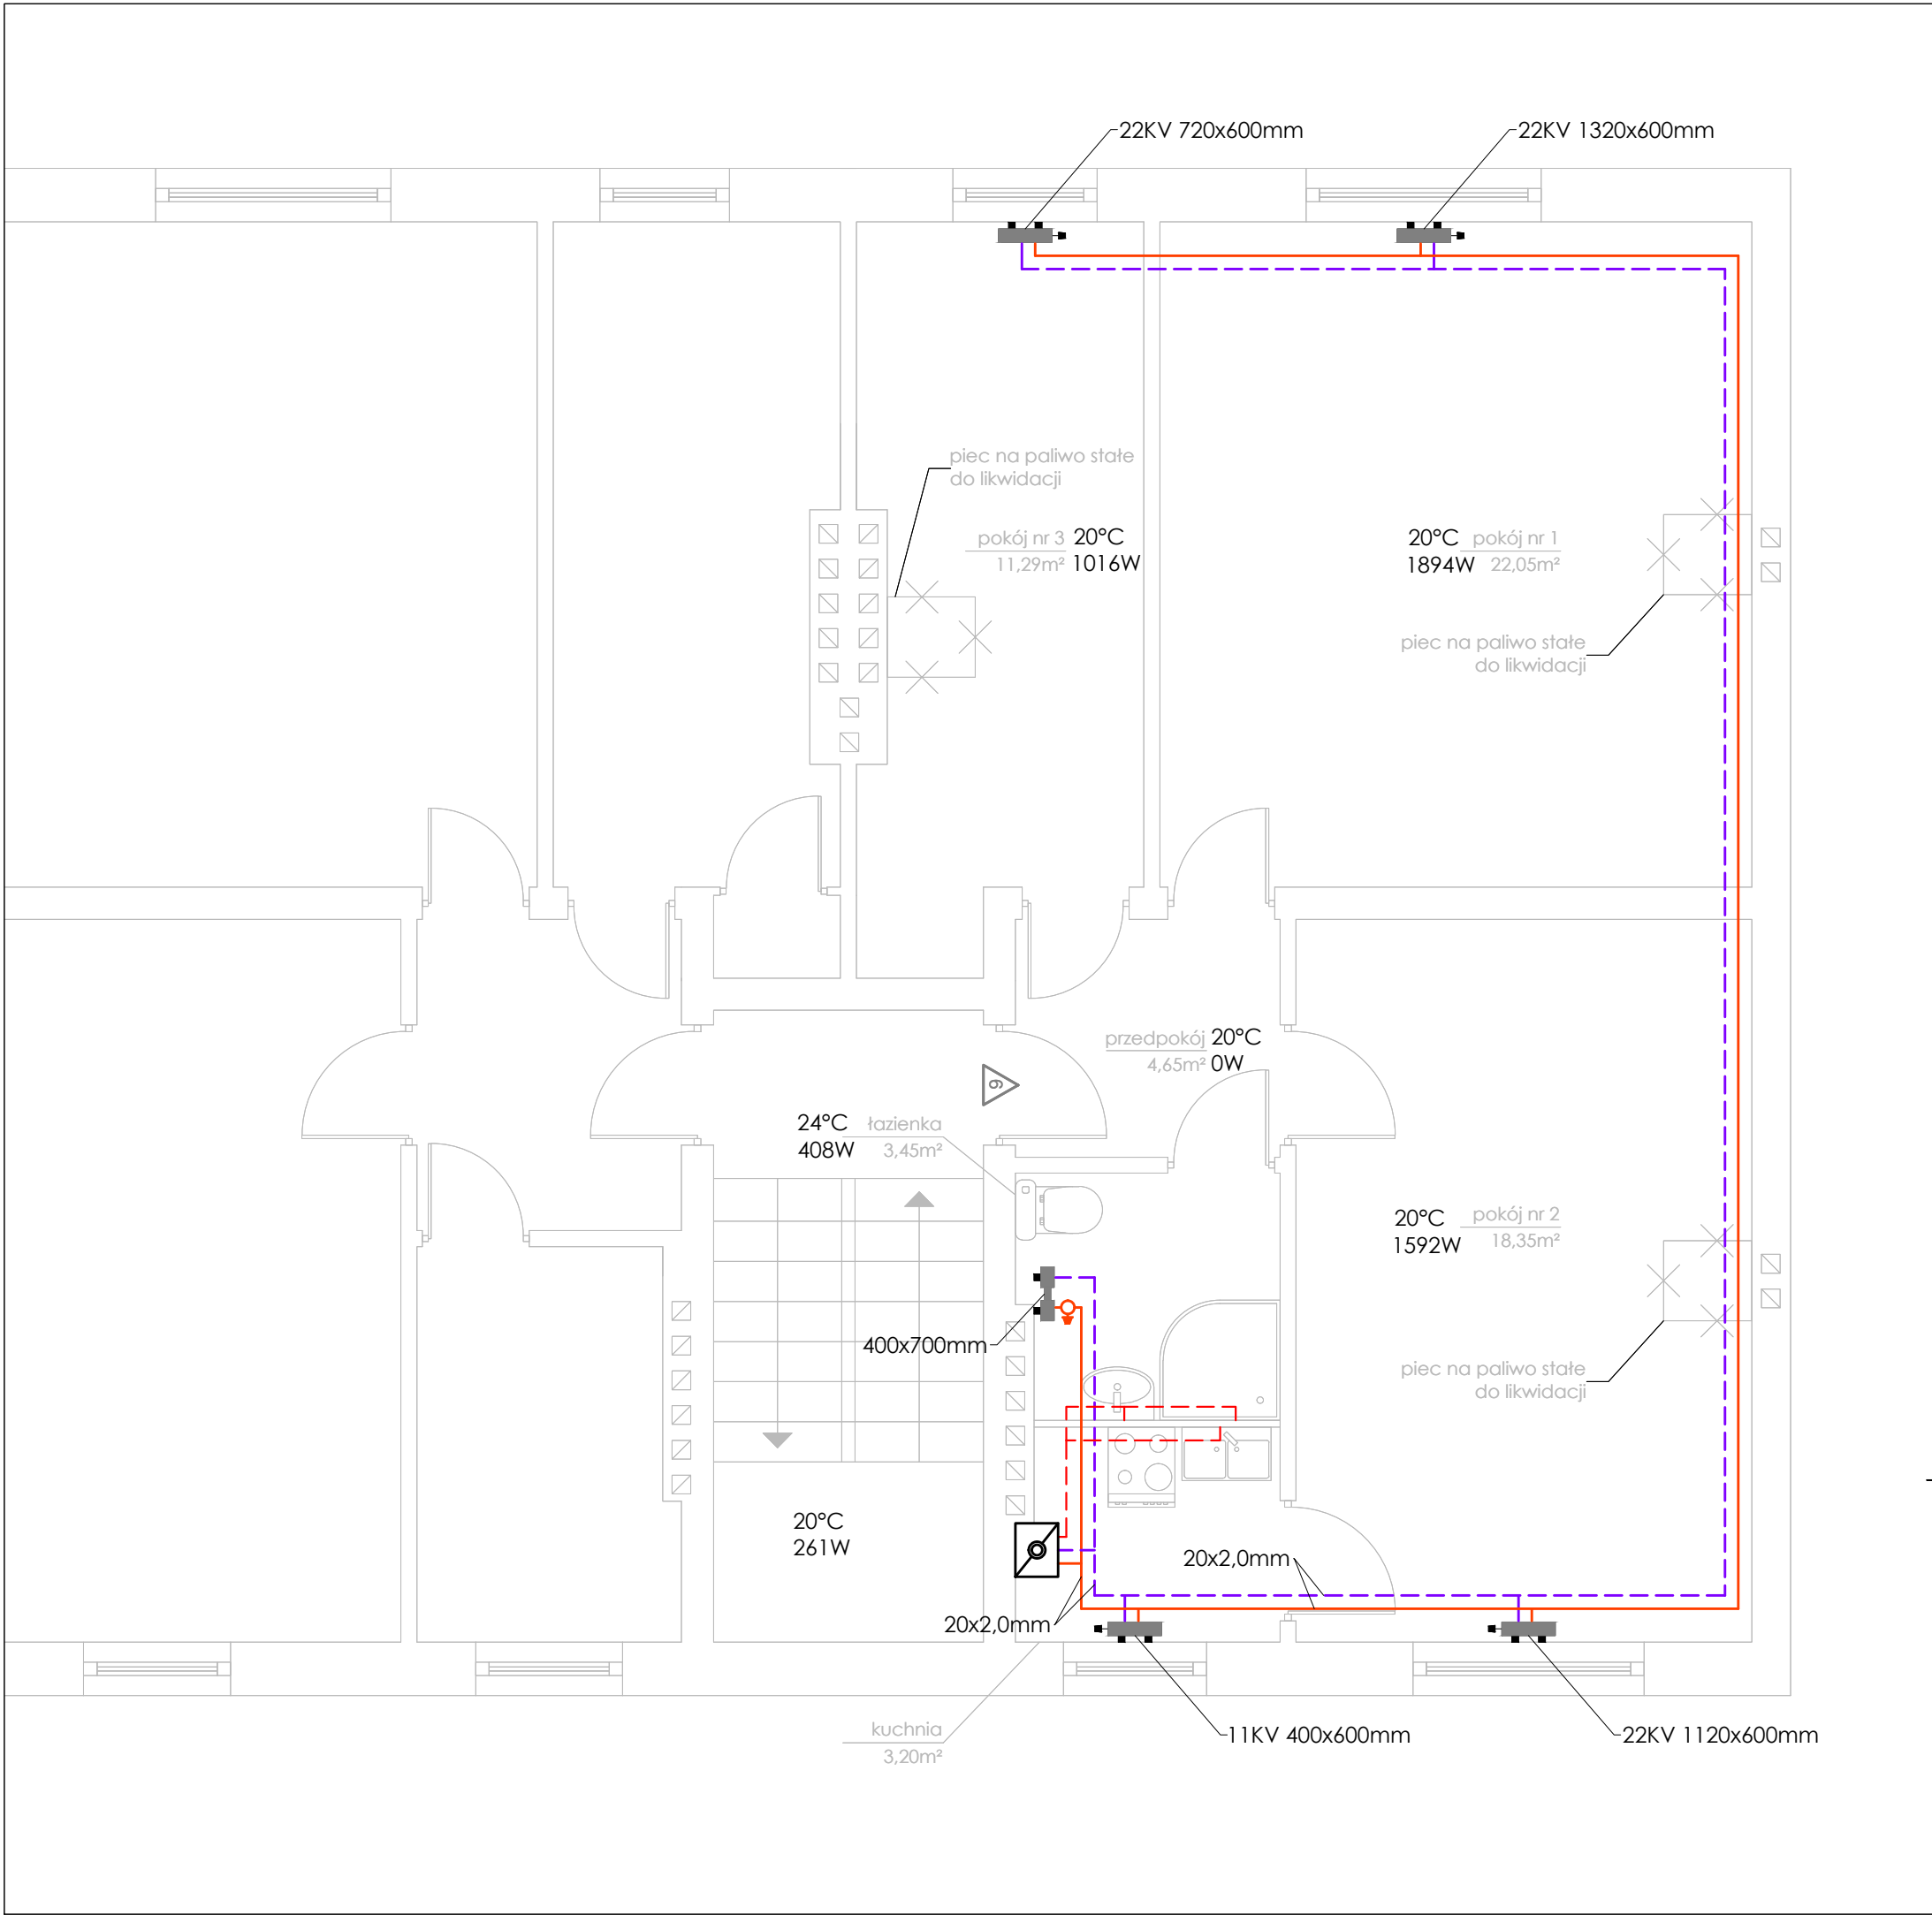 22KV 720x600mm
22KV 1320x600mm
piec na paliwo stałe
do likwidacji
pokój nr 3 20°C
11,29m² 1016W
20°C pokój nr 1
1894W 22,05m²
piec na paliwo stałe
do likwidacji
przedpokój 20°C
4,65m² 0W
9
24°C łazienka
408W 3,45m²
20°C pokój nr 2
1592W 18,35m²
400x700mm
piec na paliwo stałe
do likwidacji
20°C
261W
20x2,0mm
20x2,0mm
kuchnia
3,20m²
11KV 400x600mm
22KV 1120x600mm